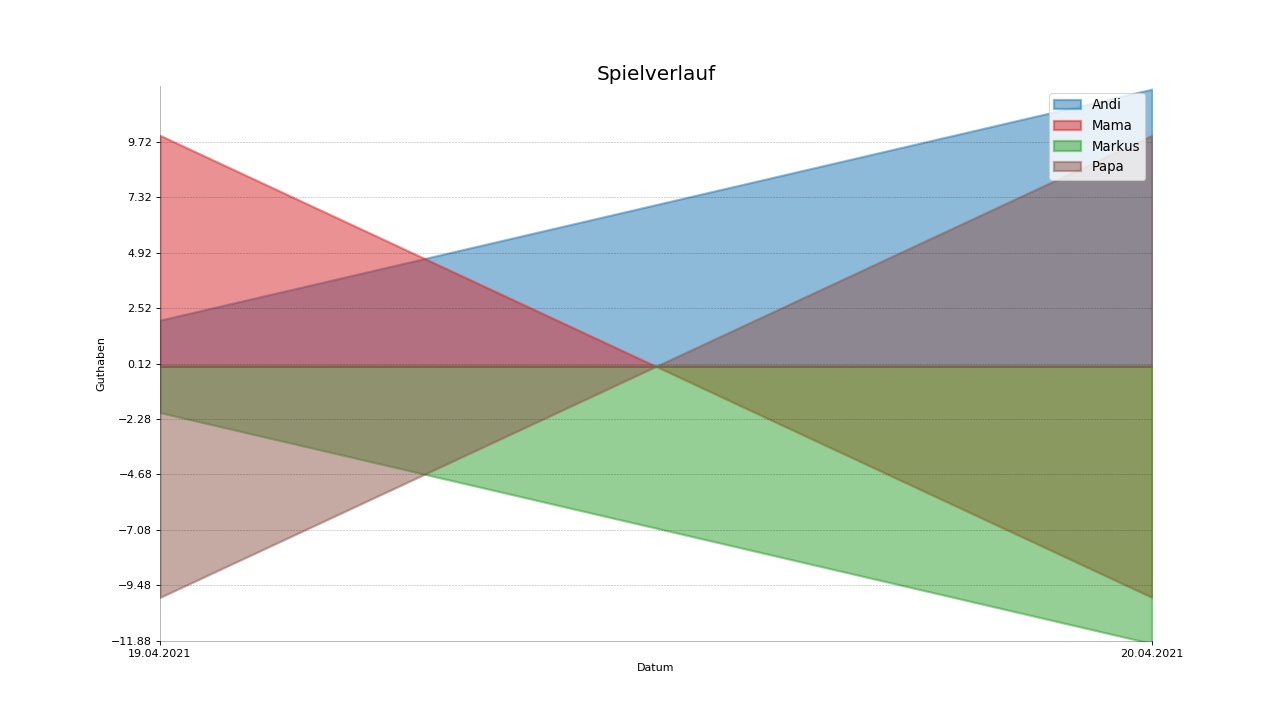 Spielverlauf
Andi
Mama
Markus
Papa
9.72
7.32
4.92
2.52
0.12
−2.28
−4.68
−7.08
−9.48
−11.88
Guthaben
19.04.2021
20.04.2021
Datum